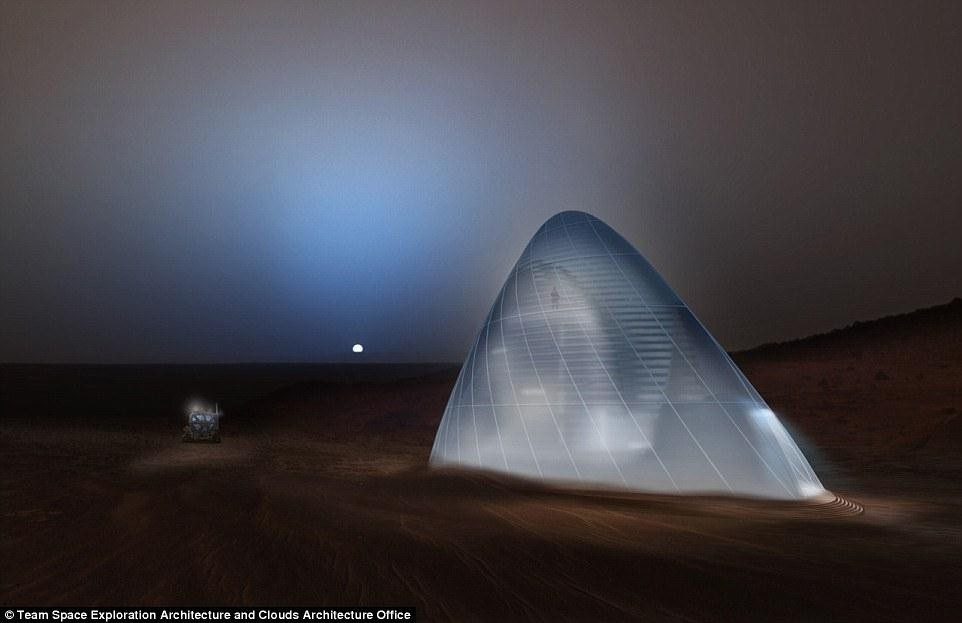 © Team Space Exploration Architecture and Clouds Architecture Office